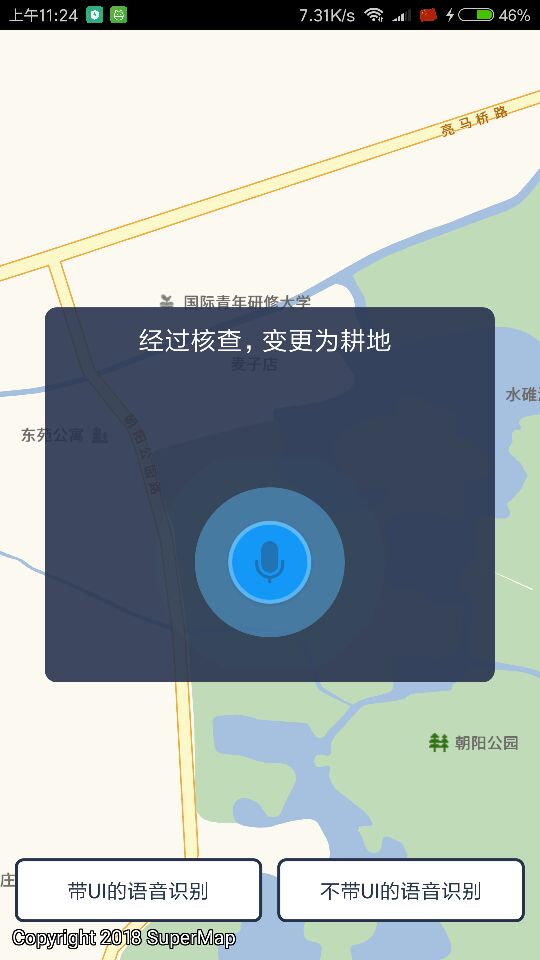 上午11:24
7.31K/s
46%
亮马桥路
国际青年研修大学
经过核查，变更为耕地
麦子店
水碓
东苑公寓
朝阳公园路
朝阳公园
庄
带UI的语音识别
不带UI的语音识别
Copyright 2018 SuperMap